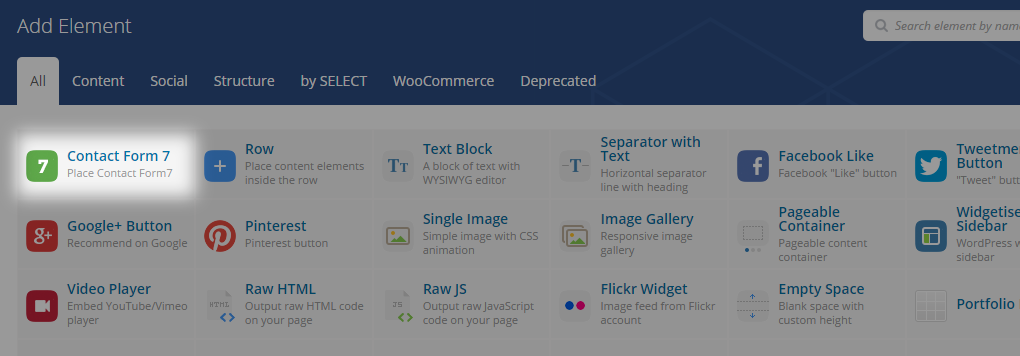 Add Element
Search element by nam
All Content Social Structure by SELECT WooCommerce Deprecated
7
Contact Form 7
Place Contact Form7
+
Row
Place content elements
inside the row
TT
Text Block
A block of text with
WYSIWYG editor
-T-
Separator with
Text
Horizontal separator
line with heading
f
Facebook Like
Facebook "Like" button
Tweetme
Button
"Tweet" butt
g+
Google+ Button
Recommend on Google
Pinterest
Pinterest button
Single Image
Simple image with CSS
animation
Image Gallery
Responsive image
gallery
Pageable
Container
Pageable content
container
Widgetise
Sidebar
WordPress w
sidebar
Video Player
Embed YouTube/Vimeo
player
HTML
<>
Raw HTML
Output raw HTML code
on your page
JS
<>
Raw JS
Output raw JavaScript
code on your page
Flickr Widget
Image feed from Flickr
account
Empty Space
Blank space with
custom height
Portfolio